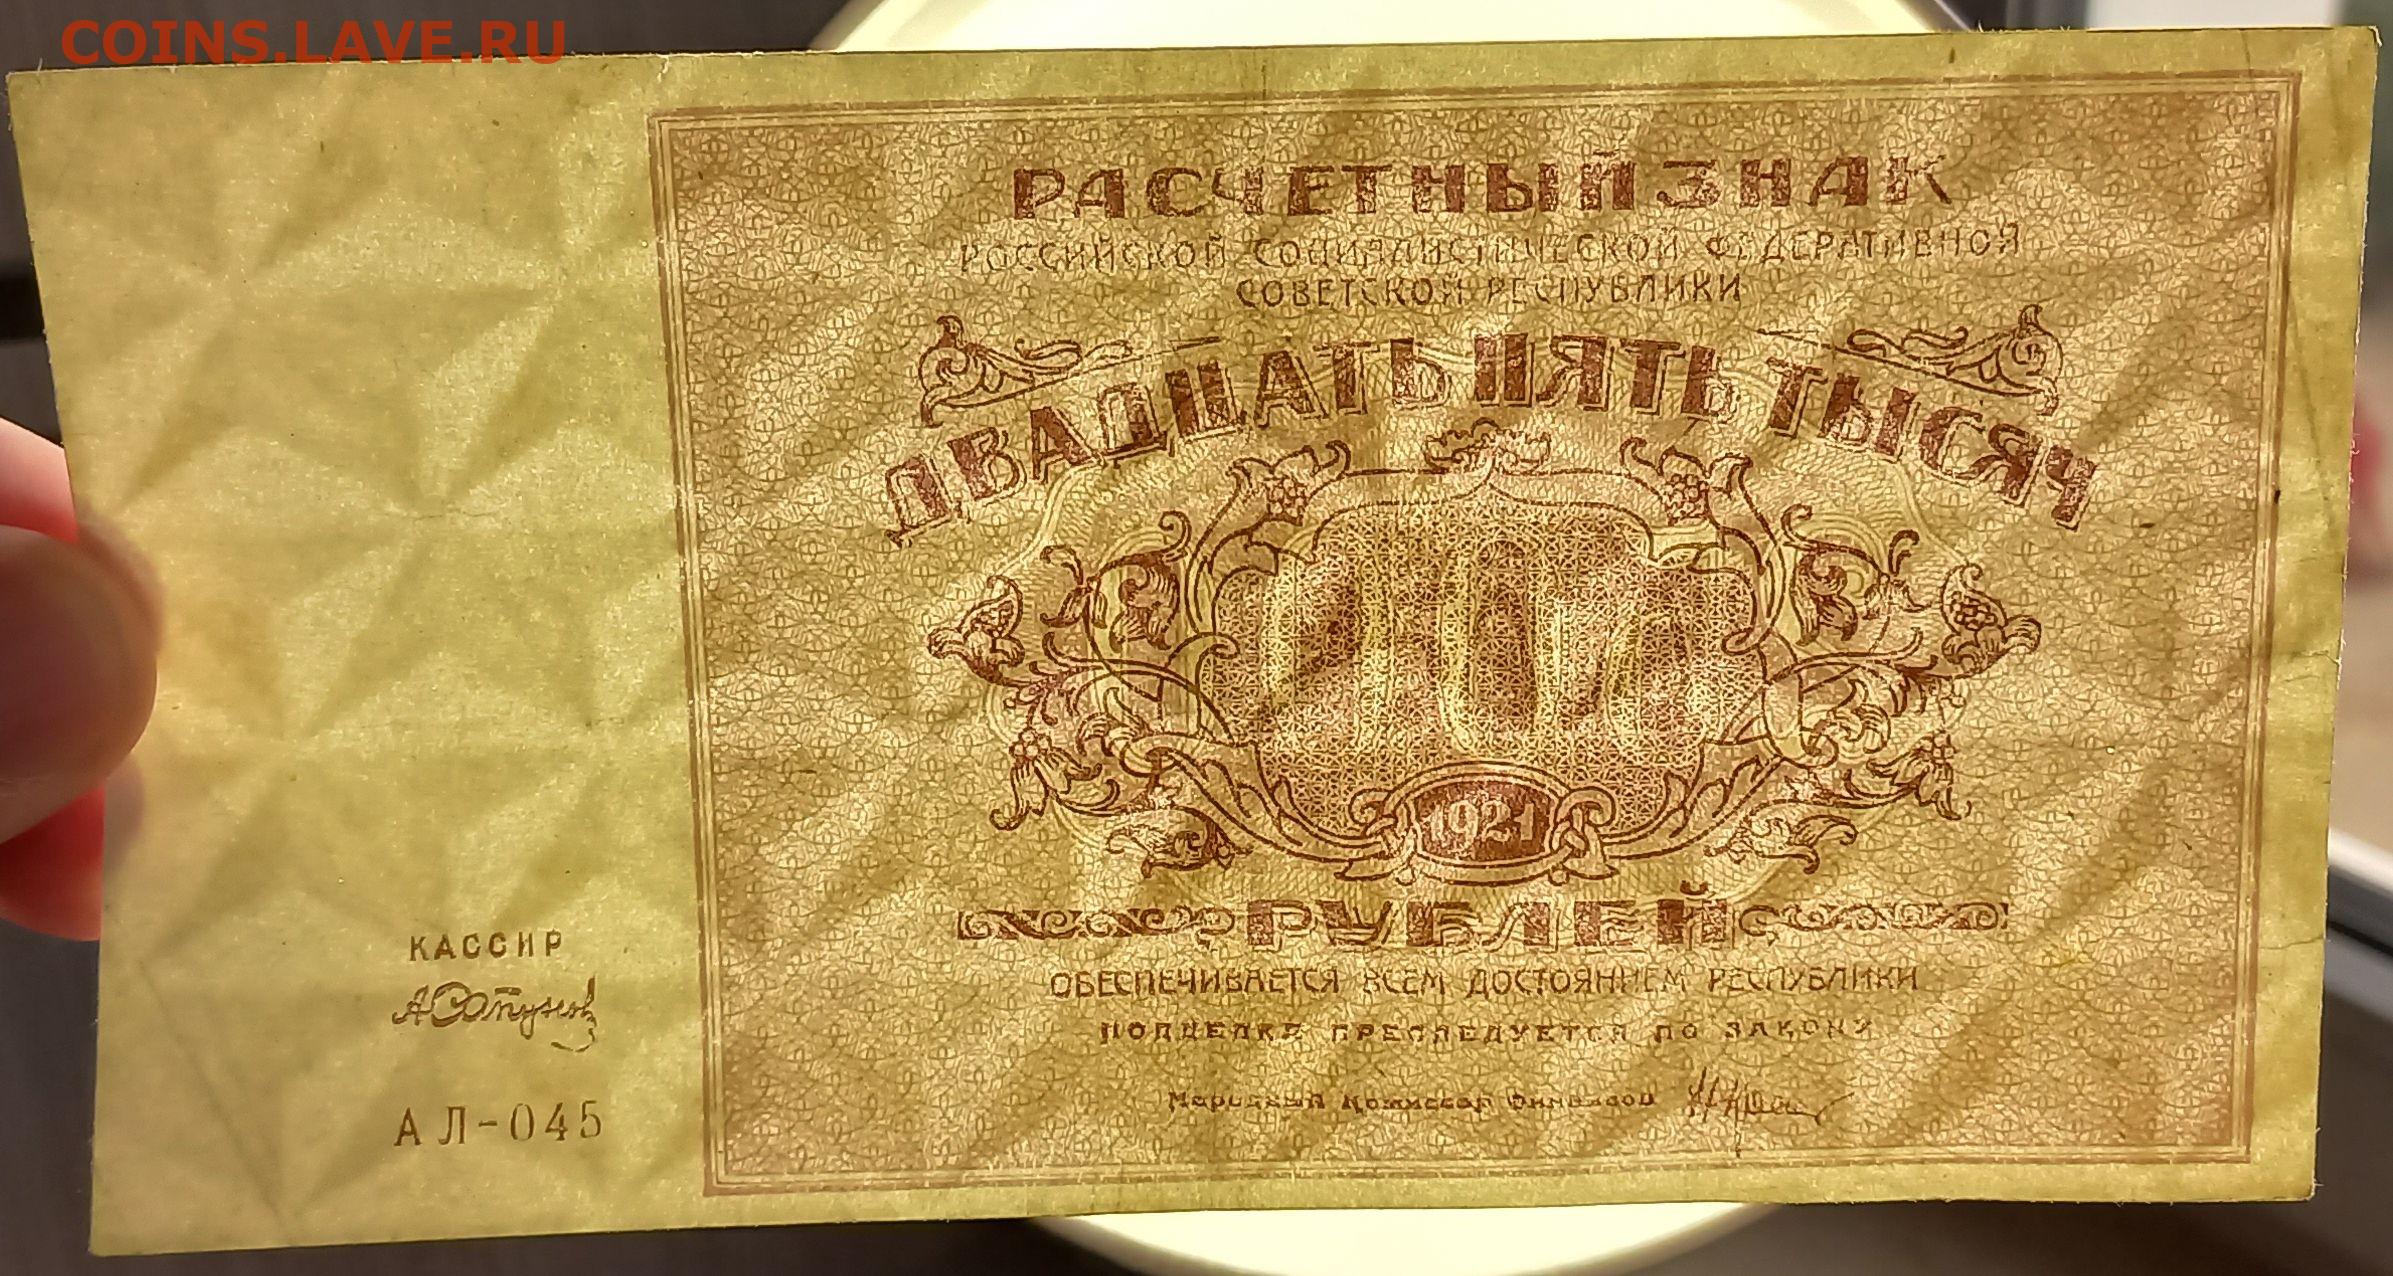 COINS.LAVE.RU
РАСЧЕТНЫЙ ЗНАК
РОССИЙСКОЙ СОЦИАЛИСТИЧЕСКОЙ ФЕДЕРАТИВНОЙ
СОВЕТСКОЙ РЕСПУБЛИКИ
ДВАДЦАТЬ ПЯТЬ ТЫСЯЧ
1921
РУБЛЕЙ
ОБЕСПЕЧИВАЕТСЯ ВСЕМ ДОСТОЯНИЕМ РЕСПУБЛИКИ
ПОДДЕЛКА ПРЕСЛЕДУЕТСЯ ПО ЗАКОНУ
Народный Комиссар Финансов
КАССИР
АЛ-045